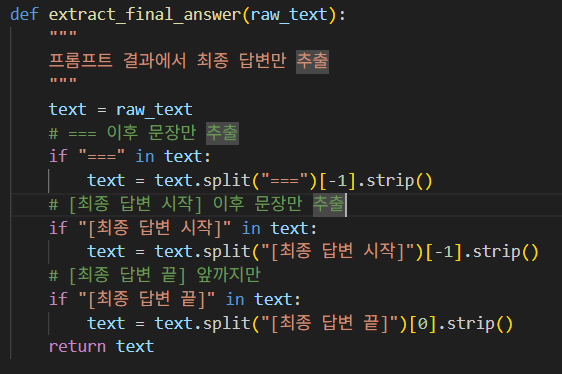 def extract_final_answer(raw_text):
    """
    프롬프트 결과에서 최종 답변만 추출
    """
    text = raw_text
    # === 이후 문장만 추출
    if "===" in text:
        text = text.split("===")[-1].strip()
    # [최종 답변 시작] 이후 문장만 추출
    if "[최종 답변 시작]" in text:
        text = text.split("[최종 답변 시작]")[-1].strip()
    # [최종 답변 끝] 앞까지만
    if "[최종 답변 끝]" in text:
        text = text.split("[최종 답변 끝]")[0].strip()
    return text